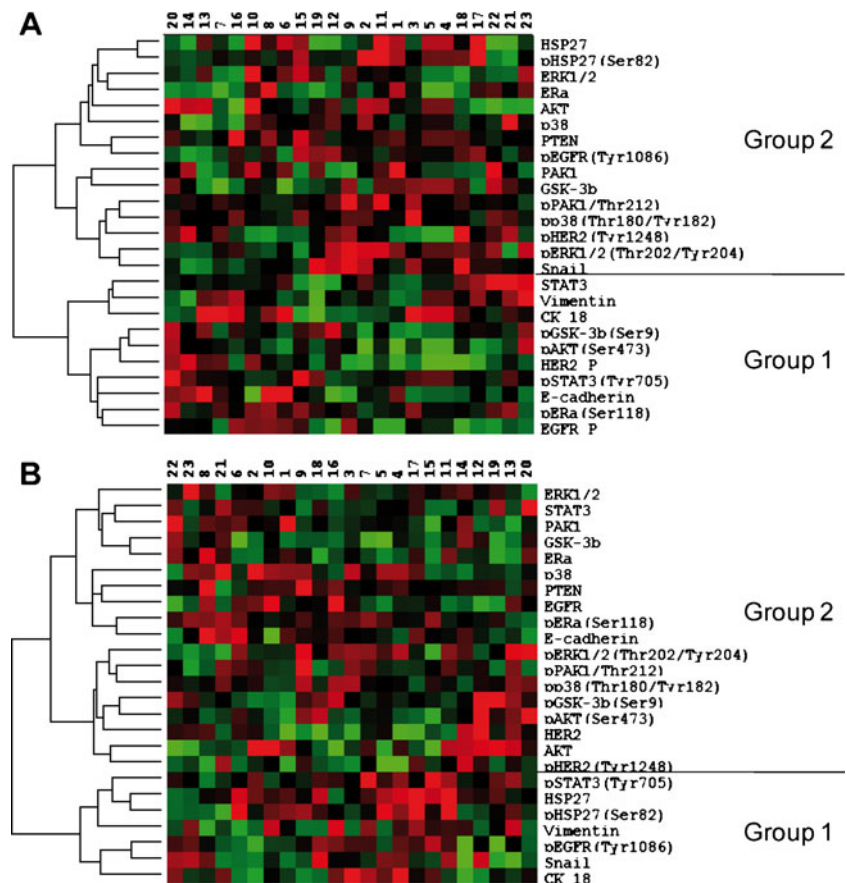 A
20 14 13 7 16 10 8 6 15 19 12 9 2 11 1 3 5 4 18 17 22 21 23
HSP27
pHSP27(Ser82)
ERK1/2
ERa
AKT
p38
PTEN
pEGFR(Tyr1086)
PAK1
GSK-3b
pPAK1/Thr212)
pp38(Thr180/Tyr182)
pHER2(Tyr1248)
pERK1/2(Thr202/Tyr204)
Snail
STAT3
Vimentin
CK 18
pGSK-3b(Ser9)
pAKT(Ser473)
HER2 P
pSTAT3(Tyr705)
E-cadherin
pERa(Ser118)
EGFR P
Group 2
Group 1
B
22 23 8 21 6 2 10 1 9 18 16 3 7 5 4 17 15 11 14 12 19 13 20
ERK1/2
STAT3
PAK1
GSK-3b
ERa
p38
PTEN
EGFR
pERa(Ser118)
E-cadherin
pERK1/2(Thr202/Tyr204)
pPAK1/Thr212)
pp38(Thr180/Tyr182)
pGSK-3b(Ser9)
pAKT(Ser473)
HER2
AKT
pHER2(Tyr1248)
pSTAT3(Tyr705)
HSP27
pHSP27(Ser82)
Vimentin
pEGFR(Tyr1086)
Snail
CK 18
Group 2
Group 1